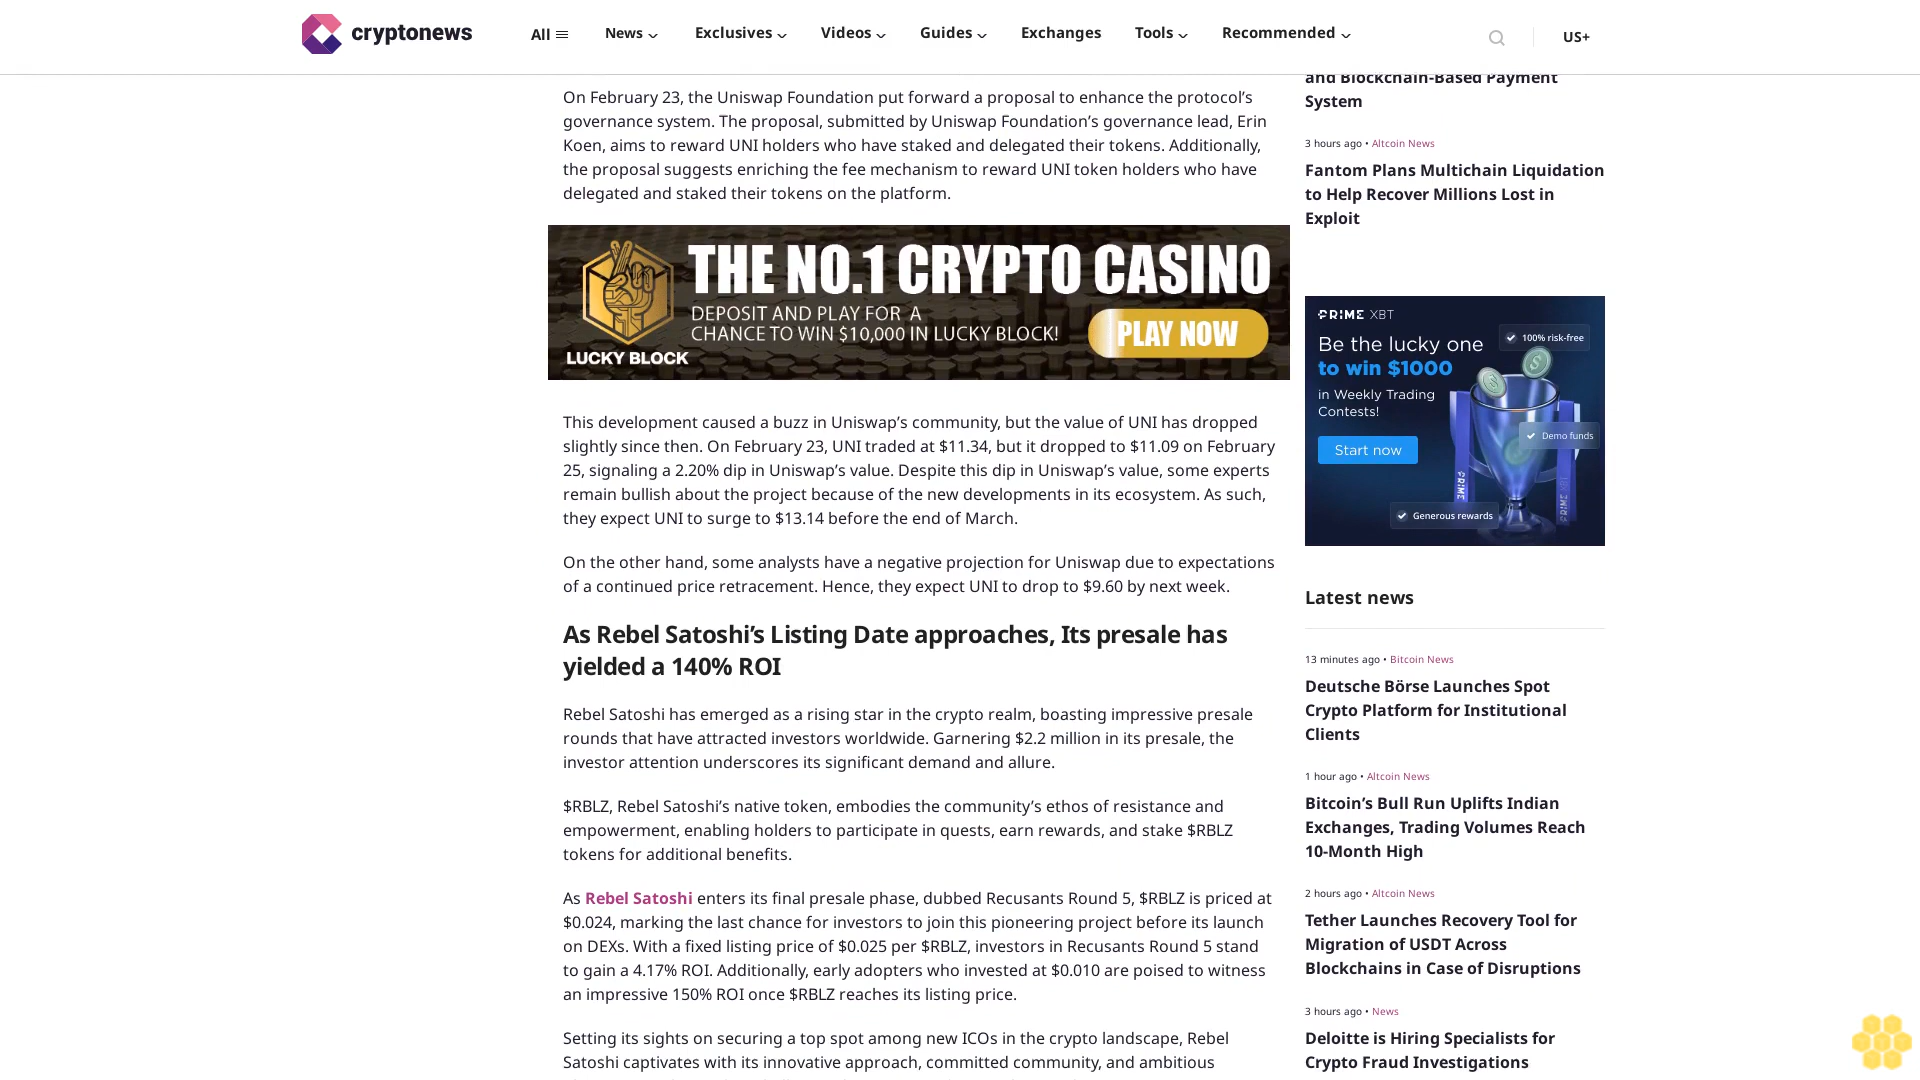 cryptonews
All
News
Exclusives
Videos
Guides
Exchanges
Tools
Recommended
US+
On February 23, the Uniswap Foundation put forward a proposal to enhance the protocol’s
governance system. The proposal, submitted by Uniswap Foundation’s governance lead, Erin
Koen, aims to reward UNI holders who have staked and delegated their tokens. Additionally,
the proposal suggests enriching the fee mechanism to reward UNI token holders who have
delegated and staked their tokens on the platform.
THE NO.1 CRYPTO CASINO
DEPOSIT AND PLAY FOR A
CHANCE TO WIN $10,000 IN LUCKY BLOCK!
PLAY NOW
LUCKY BLOCK
This development caused a buzz in Uniswap’s community, but the value of UNI has dropped
slightly since then. On February 23, UNI traded at $11.34, but it dropped to $11.09 on February
25, signaling a 2.20% dip in Uniswap’s value. Despite this dip in Uniswap’s value, some experts
remain bullish about the project because of the new developments in its ecosystem. As such,
they expect UNI to surge to $13.14 before the end of March.
On the other hand, some analysts have a negative projection for Uniswap due to expectations
of a continued price retracement. Hence, they expect UNI to drop to $9.60 by next week.
As Rebel Satoshi’s Listing Date approaches, Its presale has
yielded a 140% ROI
Rebel Satoshi has emerged as a rising star in the crypto realm, boasting impressive presale
rounds that have attracted investors worldwide. Garnering $2.2 million in its presale, the
investor attention underscores its significant demand and allure.
$RBLZ, Rebel Satoshi’s native token, embodies the community’s ethos of resistance and
empowerment, enabling holders to participate in quests, earn rewards, and stake $RBLZ
tokens for additional benefits.
As Rebel Satoshi enters its final presale phase, dubbed Recusants Round 5, $RBLZ is priced at
$0.024, marking the last chance for investors to join this pioneering project before its launch
on DEXs. With a fixed listing price of $0.025 per $RBLZ, investors in Recusants Round 5 stand
to gain a 4.17% ROI. Additionally, early adopters who invested at $0.010 are poised to witness
an impressive 150% ROI once $RBLZ reaches its listing price.
Setting its sights on securing a top spot among new ICOs in the crypto landscape, Rebel
Satoshi captivates with its innovative approach, committed community, and ambitious
and Blockchain-Based Payment
System
3 hours ago • Altcoin News
Fantom Plans Multichain Liquidation
to Help Recover Millions Lost in
Exploit
PRIME XBT
Be the lucky one
to win $1000
in Weekly Trading
Contests!
Start now
100% risk-free
Demo funds
Generous rewards
PRIME
PRIME XBT
Latest news
13 minutes ago • Bitcoin News
Deutsche Börse Launches Spot
Crypto Platform for Institutional
Clients
1 hour ago • Altcoin News
Bitcoin’s Bull Run Uplifts Indian
Exchanges, Trading Volumes Reach
10-Month High
2 hours ago • Altcoin News
Tether Launches Recovery Tool for
Migration of USDT Across
Blockchains in Case of Disruptions
3 hours ago • News
Deloitte is Hiring Specialists for
Crypto Fraud Investigations